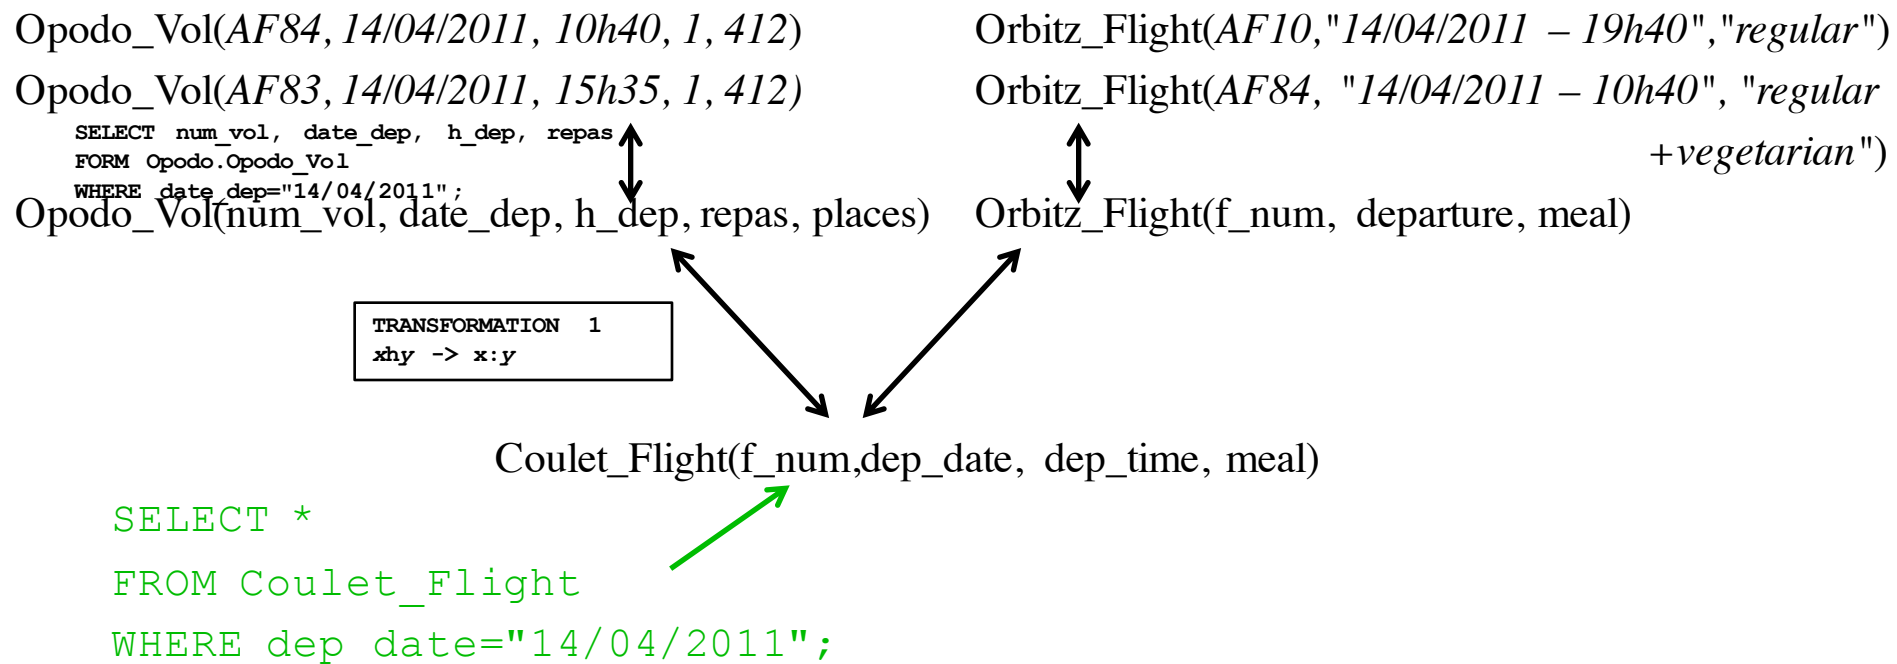 Opodo_Vol(AF84, 14/04/2011, 10h40, 1, 412)
Orbitz_Flight(AF10,"14/04/2011 – 19h40","regular")
Opodo_Vol(AF83, 14/04/2011, 15h35, 1, 412)
Orbitz_Flight(AF84, "14/04/2011 – 10h40", "regular
+vegetarian")
SELECT num_vol, date_dep, h_dep, repas
FORM Opodo.Opodo_Vol
WHERE date_dep="14/04/2011";
Opodo_Vol(num_vol, date_dep, h_dep, repas, places)
Orbitz_Flight(f_num, departure, meal)
TRANSFORMATION 1
xhy -> x:y
Coulet_Flight(f_num,dep_date, dep_time, meal)
SELECT *
FROM Coulet_Flight
WHERE dep date="14/04/2011";